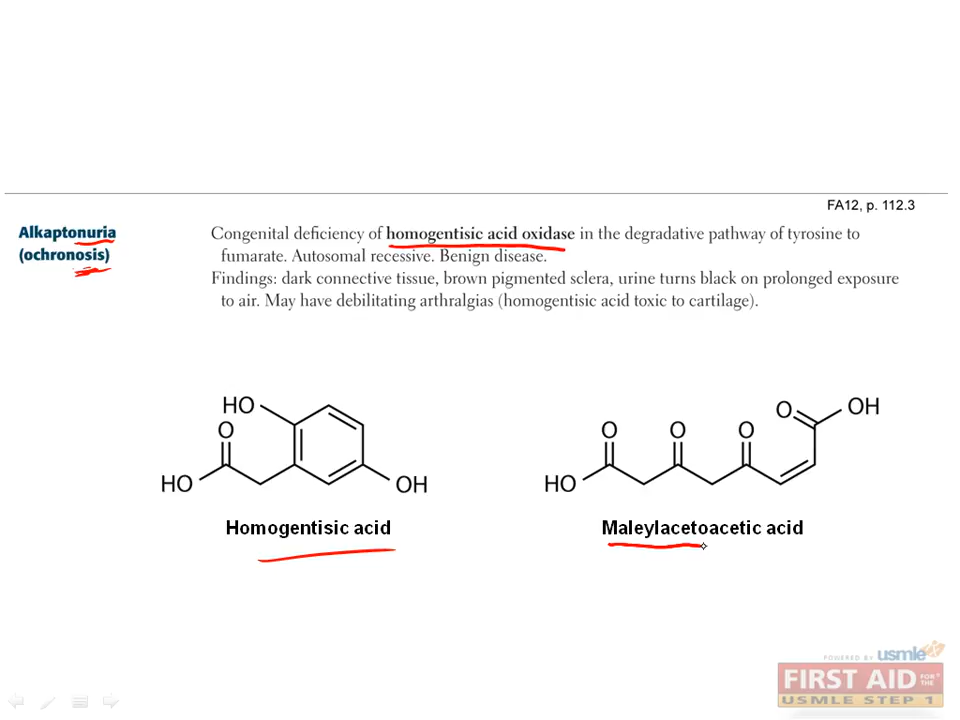 FA12, p. 112.3
Alkaptonuria
(ochronosis)
Congenital deficiency of homogentisic acid oxidase in the degradative pathway of tyrosine to
fumarate. Autosomal recessive. Benign disease.
Findings: dark connective tissue, brown pigmented sclera, urine turns black on prolonged exposure
to air. May have debilitating arthralgias (homogentisic acid toxic to cartilage).
HO
O
HO
OH
Homogentisic acid
O
O
O
O
OH
HO
Maleylacetoacetic acid
POWERED BY usmle
FIRST AID FOR THE
USMLE STEP 1